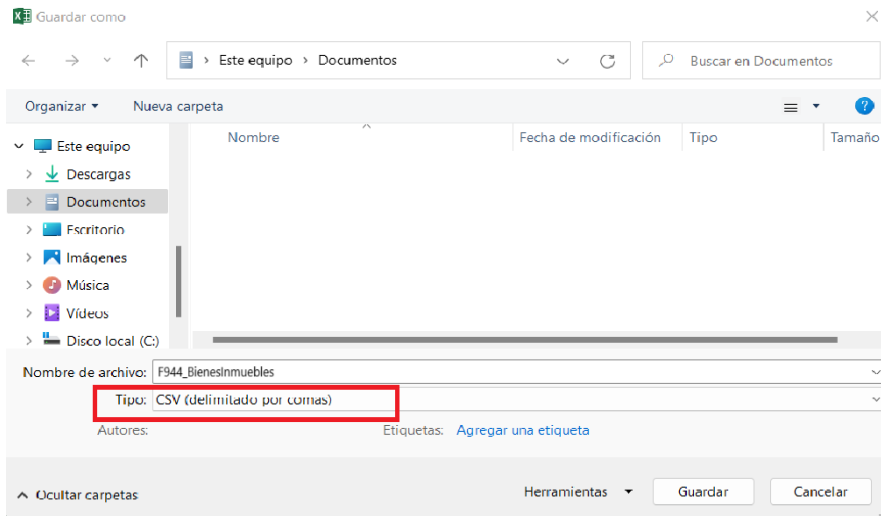 Guardar como
Este equipo > Documentos
Buscar en Documentos
Organizar
Nueva carpeta
Nombre
Fecha de modificación
Tipo
Tamaño
Este equipo
Descargas
Documentos
Escritorio
Imágenes
Música
Vídeos
Disco local (C:)
Nombre de archivo: F944_BienesInmuebles
Tipo: CSV (delimitado por comas)
Autores:
Etiquetas: Agregar una etiqueta
Ocultar carpetas
Herramientas
Guardar
Cancelar